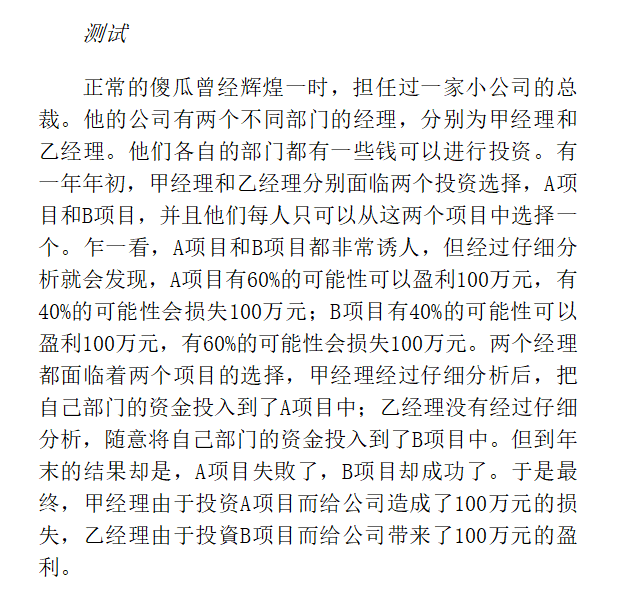 测试
正常的傻瓜曾经辉煌一时，担任过一家小公司的总
裁。他的公司有两个不同部门的经理，分别为甲经理和
乙经理。他们各自的部门都有一些钱可以进行投资。有
一年年初，甲经理和乙经理分别面临两个投资选择，A项
目和B项目，并且他们每人只可以从这两个项目中选择一
个。乍一看，A项目和B项目都非常诱人，但经过仔细分
析就会发现，A项目有60%的可能性可以盈利100万元，有
40%的可能性会损失100万元；B项目有40%的可能性可以
盈利100万元，有60%的可能性会损失100万元。两个经理
都面临着两个项目的选择，甲经理经过仔细分析后，把
自己部门的资金投入到了A项目中；乙经理没有经过仔细
分析，随意将自己部门的资金投入到了B项目中。但到年
末的结果却是，A项目失敗了，B项目却成功了。于是最
终，甲经理由于投资A项目而给公司造成了100万元的损
失，乙经理由于投資B项目而给公司带来了100万元的盈
利。